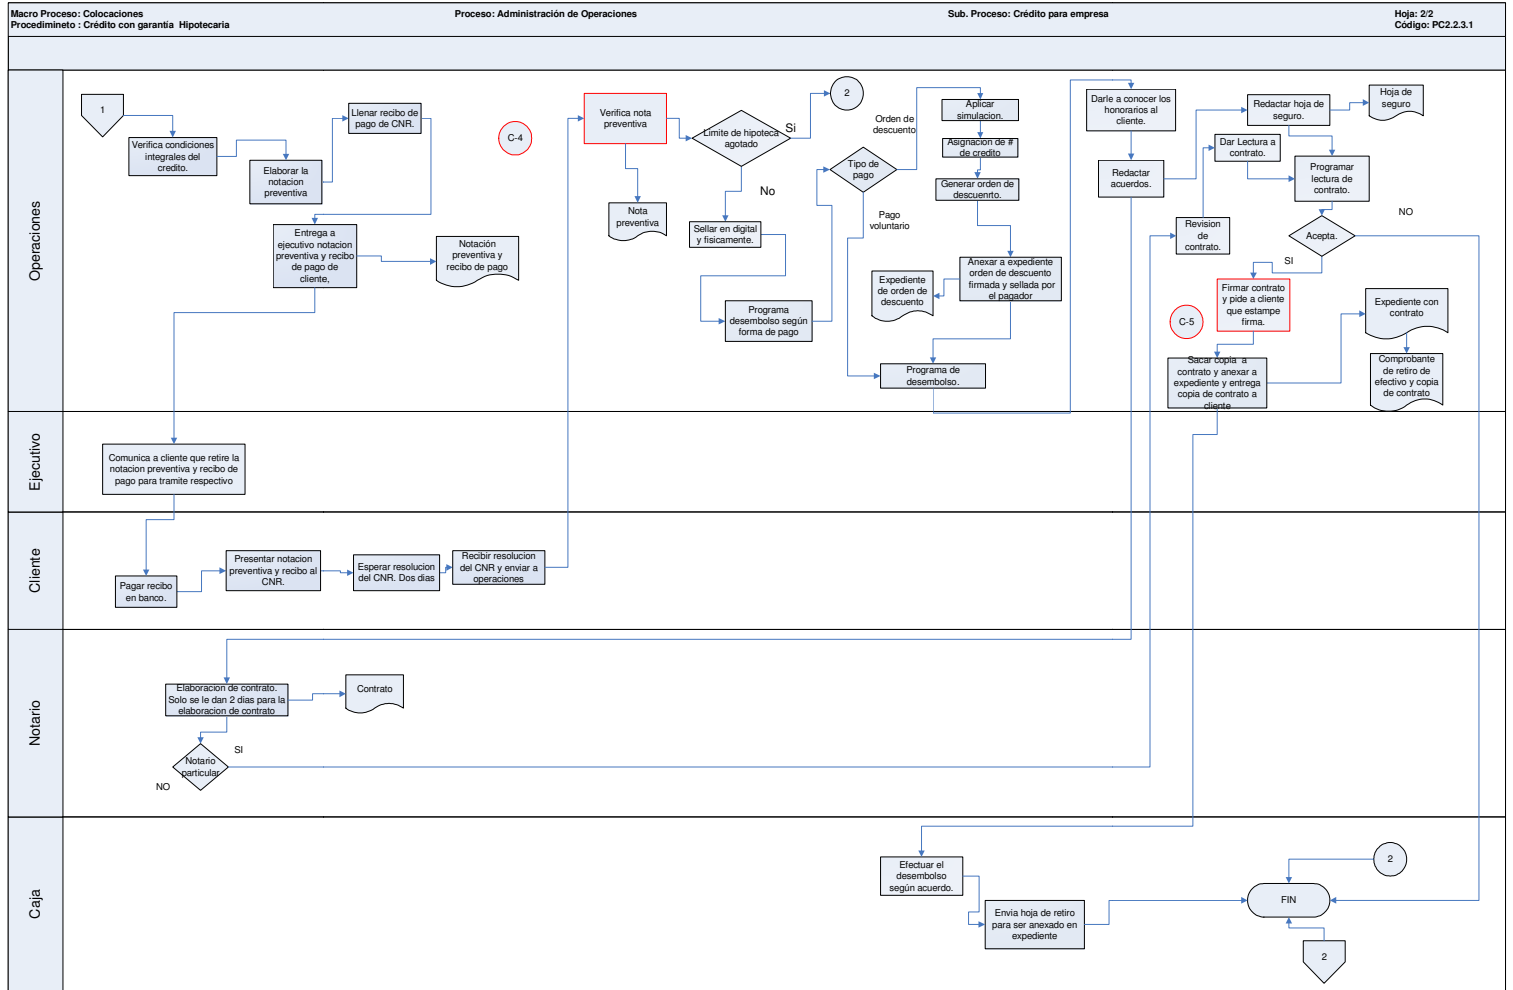 Macro Proceso: Colocaciones
Procedimineto : Crédito con garantía  Hipotecaria
Proceso: Administración de Operaciones
Sub. Proceso: Crédito para empresa
Hoja: 2/2
Código: PC2.2.3.1
Operaciones
1
Verifica condiciones
integrales del
credito.
Elaborar la
notacion
preventiva
Llenar recibo de
pago de CNR.
Entrega a
ejecutivo notacion
preventiva y recibo
de pago de
cliente,
Notación
preventiva y
recibo de pago
C-4
Verifica nota
preventiva
Nota
preventiva
Limite de hipoteca
agotado
Si
No
2
Sellar en digital
y fisicamente.
Programa
desembolso según
forma de pago
Tipo de
pago
Orden de
descuento
Pago
voluntario
Aplicar
simulacion.
Asignacion de #
de credito
Generar orden de
descuenrto.
Anexar a expediente
orden de descuento
firmada y sellada por
el pagador
Expediente
de orden de
descuento
Programa de
desembolso.
Darle a conocer los
honorarios al
cliente.
Redactar
acuerdos.
Redactar hoja de
seguro.
Hoja de
seguro
Dar Lectura a
contrato.
Programar
lectura de
contrato.
Revision
de
contrato.
Acepta.
NO
SI
Firmar contrato
y pide a cliente
que estampe
firma.
C-5
Sacar copia  a
contrato y anexar a
expediente y entrega
copia de contrato a
cliente
Expediente con
contrato
Comprobante
de retiro de
efectivo y copia
de contrato
Ejecutivo
Comunica a cliente que retire la
notacion preventiva y recibo de
pago para tramite respectivo
Cliente
Pagar recibo
en banco.
Presentar notacion
preventiva y recibo al
CNR.
Esperar resolucion
del CNR. Dos dias
Recibir resolucion
del CNR y enviar a
operaciones
Notario
Elaboracion de contrato.
Solo se le dan 2 dias para la
elaboracion de contrato
Contrato
Notario
particular
SI
NO
Caja
Efectuar el
desembolso
según acuerdo.
Envia hoja de retiro
para ser anexado en
expediente
FIN
2
2